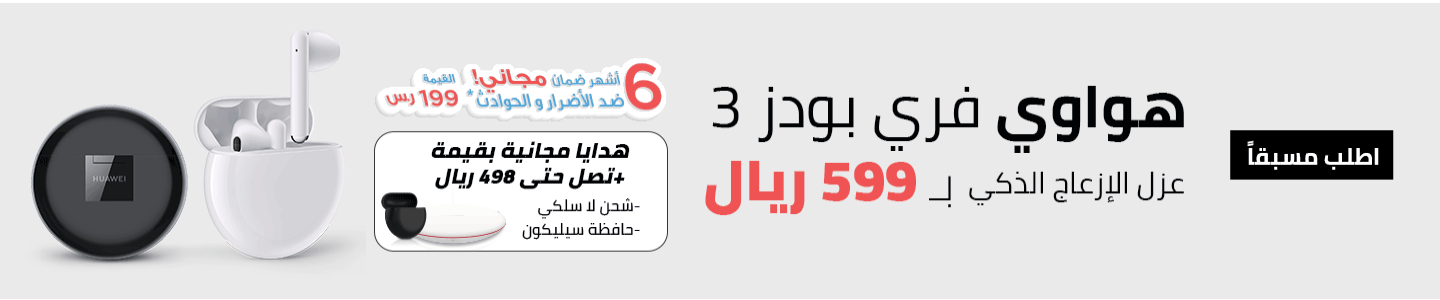 اطلب مسبقاً
هواوي فري بودز 3
عزل الإزعاج الذكي بـ 599 ريال
6 أشهر ضمان مجاني! القيمة
ضد الأضرار و الحوادث* 199 ر.س
هدايا مجانية بقيمة
+تصل حتى 498 ريال
-شحن لا سلكي
-حافظة سيليكون
HUAWEI